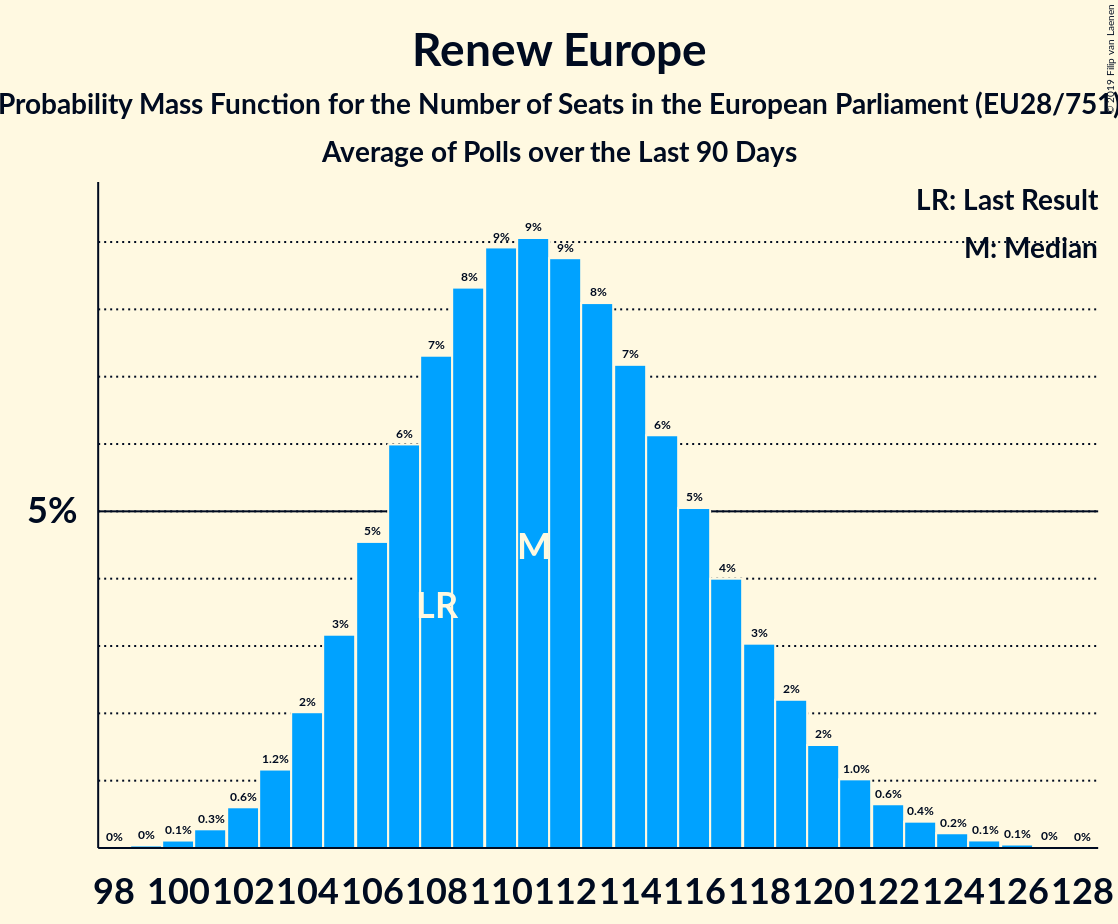 Renew Europe
Probability Mass Function for the Number of Seats in the European Parliament (EU28/751)
Average of Polls over the Last 90 Days
© 2019 Filip van Laenen
LR: Last Result
M: Median
5%
0% 0% 0.1% 0.3% 0.6% 1.2% 2% 3% 5% 6% 7% 8% 9% 9% 9% 8% 7% 6% 5% 4% 3% 2% 2% 1.0% 0.6% 0.4% 0.2% 0.1% 0.1% 0% 0%
M
LR
98 100 102 104 106 108 110 112 114 116 118 120 122 124 126 128